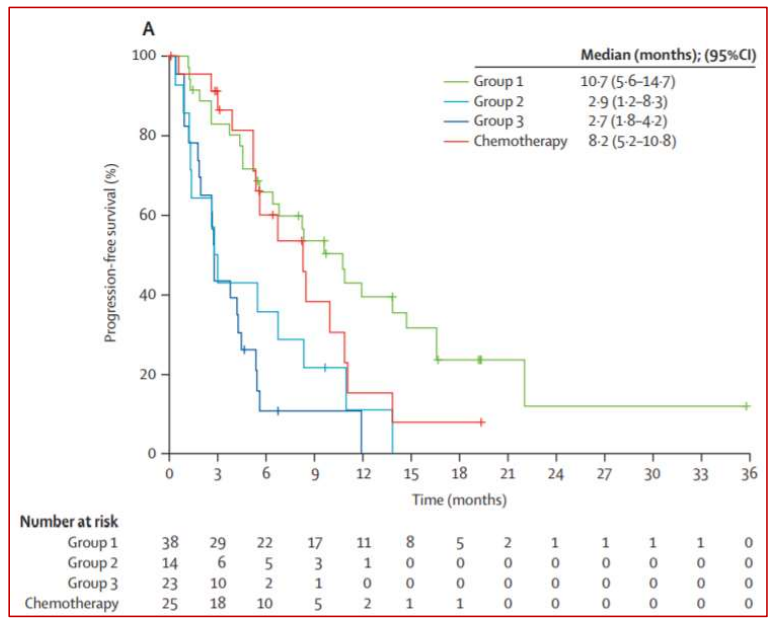 A
Median (months); (95%CI)
Group 1 10·7 (5·6–14·7)
Group 2 2·9 (1·2–8·3)
Group 3 2·7 (1·8–4·2)
Chemotherapy 8·2 (5·2–10·8)
Progression-free survival (%)
100
80
60
40
20
0
0 3 6 9 12 15 18 21 24 27 30 33 36
Time (months)
Number at risk
Group 1 38 29 22 17 11 8 5 2 1 1 1 1 0
Group 2 14 6 5 3 1 0 0 0 0 0 0 0 0
Group 3 23 10 2 1 0 0 0 0 0 0 0 0 0
Chemotherapy 25 18 10 5 2 1 1 0 0 0 0 0 0